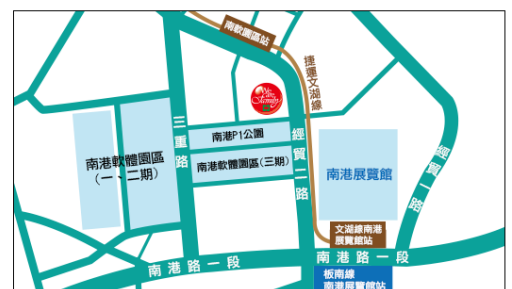 南軟園區站
捷運文湖線
Family
三重路
南港P1公園
經貿二路
南港軟體園區
(一、二期)
南港軟體園區(三期)
南港展覽館
經貿一路
文湖線南港
展覽館站
南港路一段
南港路一段
板南線
南港展覽館站